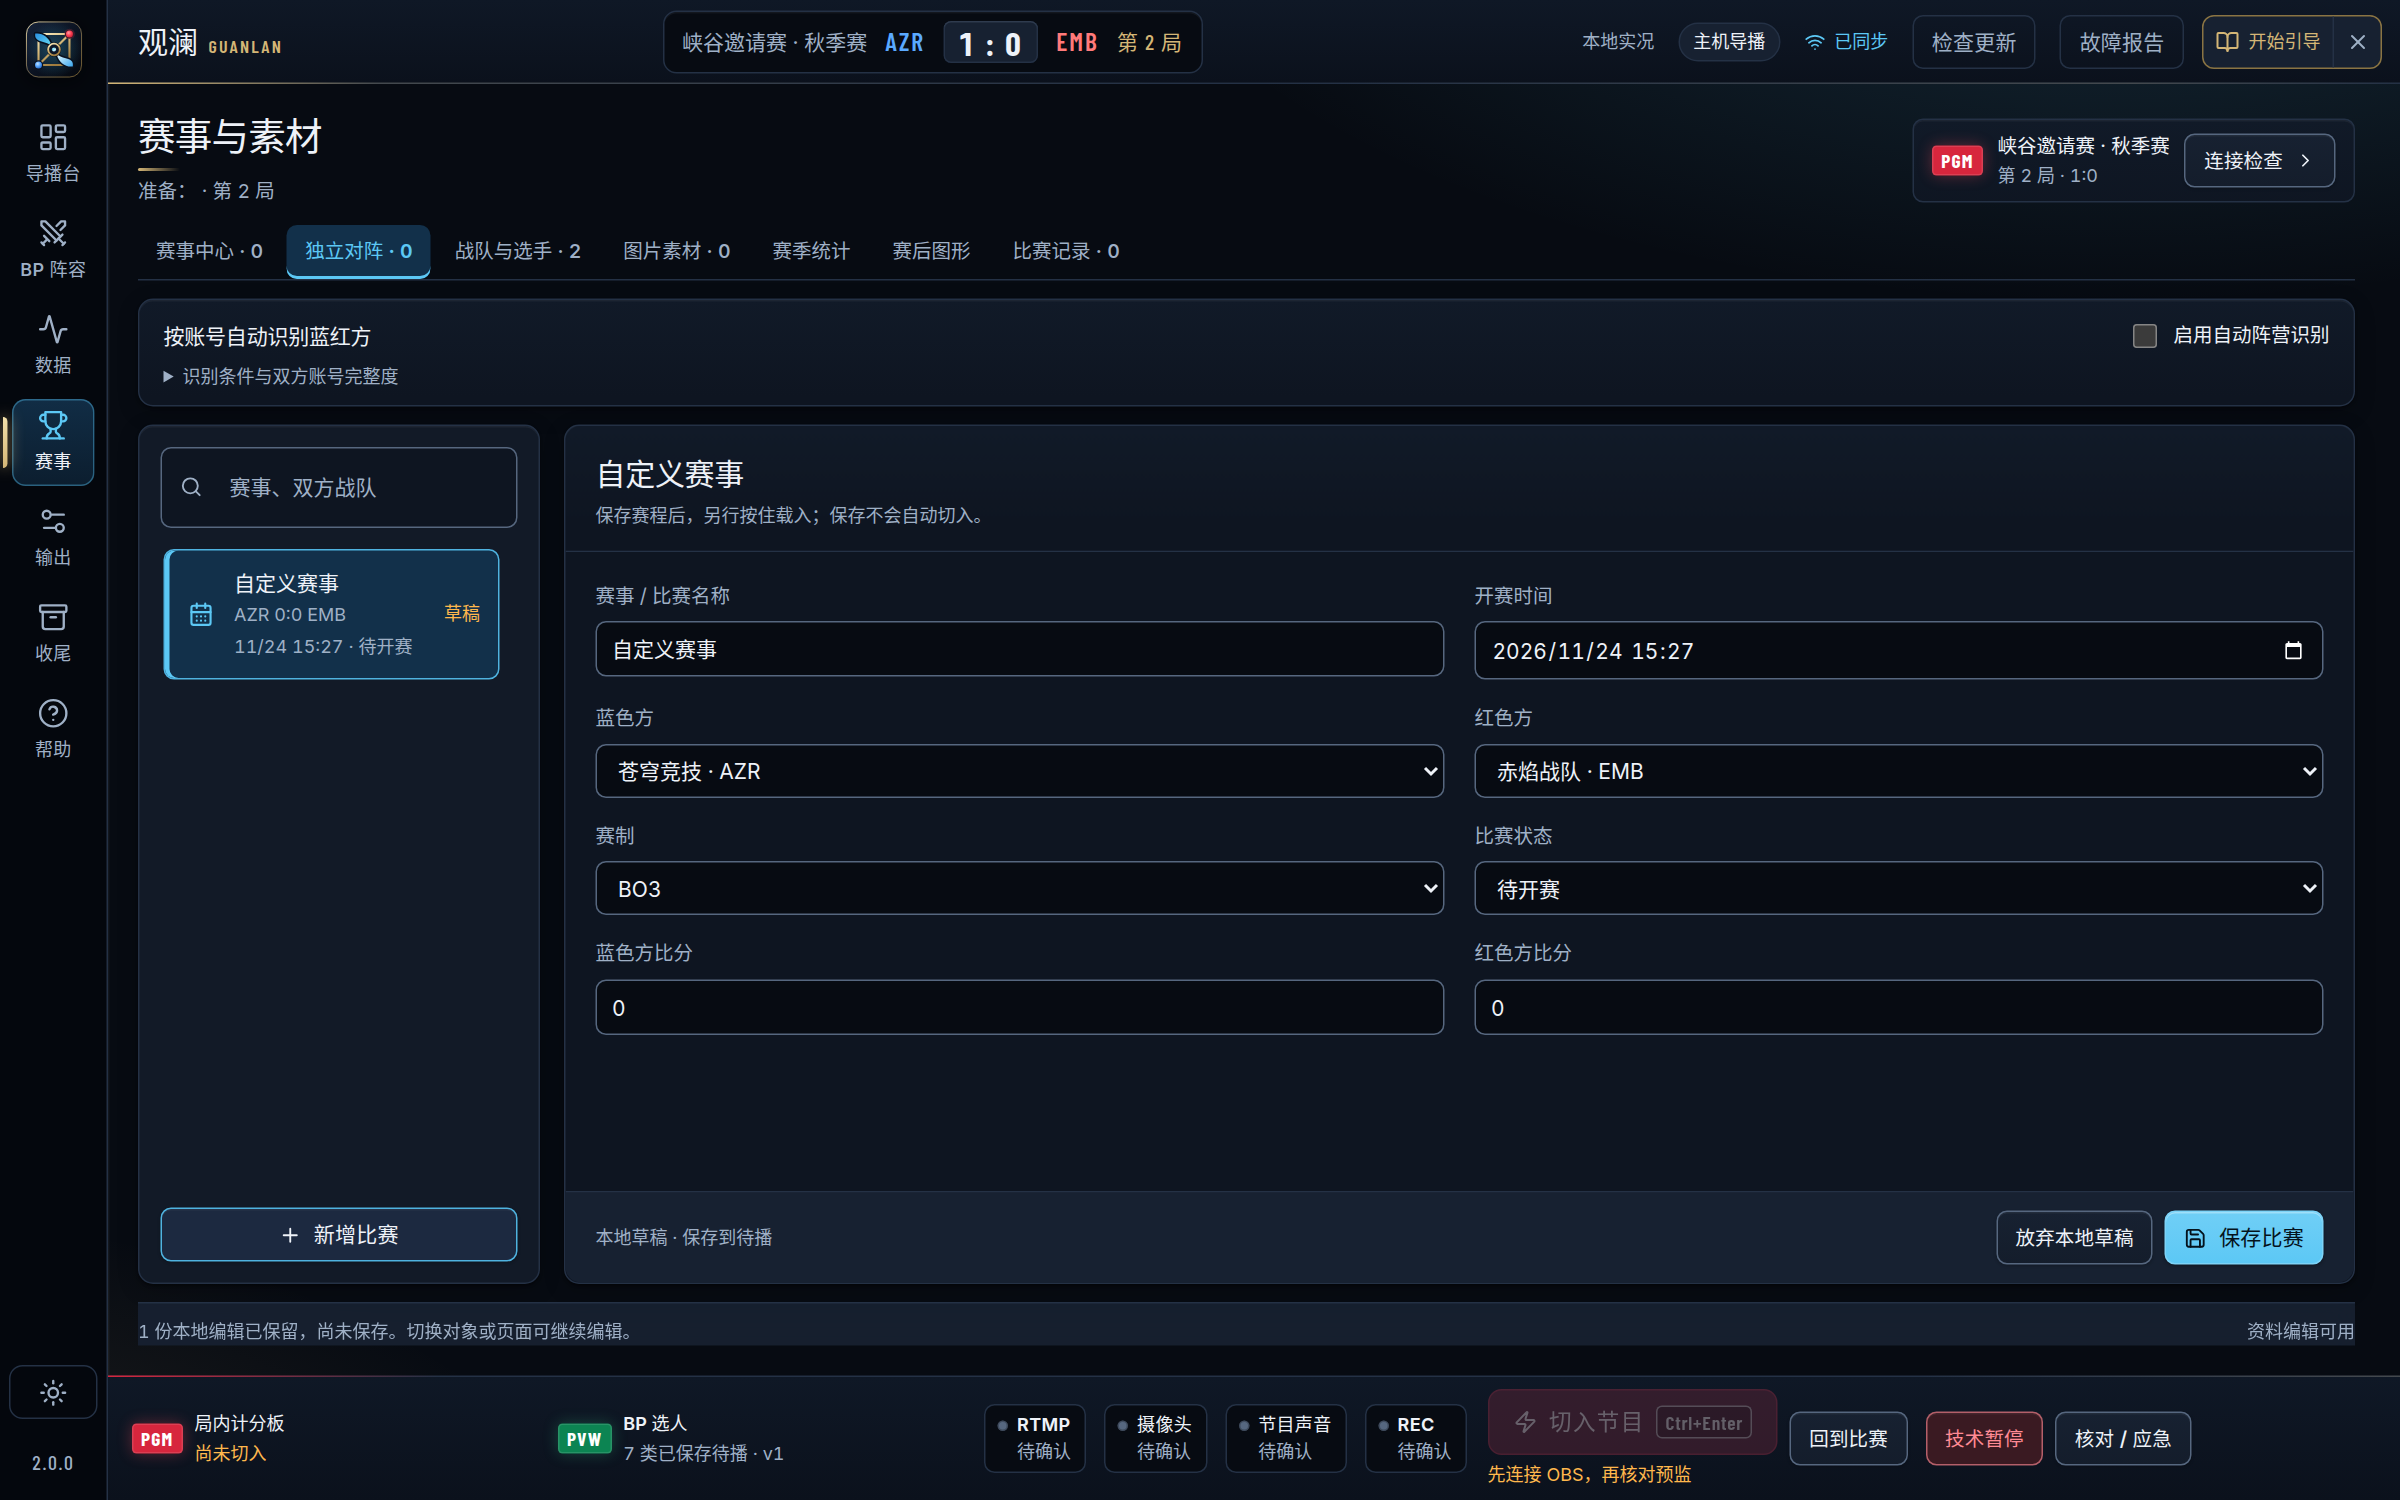 观澜 GUANLAN
峡谷邀请赛 · 秋季赛 AZR 1 : 0 EMB 第 2 局
本地实况 主机导播 已同步 检查更新 故障报告 开始引导
导播台
BP 阵容
数据
赛事
输出
收尾
帮助
2.0.0
赛事与素材
准备： · 第 2 局
PGM 峡谷邀请赛 · 秋季赛
第 2 局 · 1:0
连接检查
赛事中心 · 0 独立对阵 · 0 战队与选手 · 2 图片素材 · 0 赛季统计 赛后图形 比赛记录 · 0
按账号自动识别蓝红方
启用自动阵营识别
识别条件与双方账号完整度
赛事、双方战队
自定义赛事
AZR 0:0 EMB
草稿
11/24 15:27 · 待开赛
新增比赛
自定义赛事
保存赛程后，另行按住载入；保存不会自动切入。
赛事 / 比赛名称
自定义赛事
开赛时间
2026/11/24 15:27
蓝色方
苍穹竞技 · AZR
红色方
赤焰战队 · EMB
赛制
BO3
比赛状态
待开赛
蓝色方比分
0
红色方比分
0
本地草稿 · 保存到待播
放弃本地草稿 保存比赛
1 份本地编辑已保留，尚未保存。切换对象或页面可继续编辑。
资料编辑可用
PGM 局内计分板
尚未切入
PVW BP 选人
7 类已保存待播 · v1
RTMP
待确认
摄像头
待确认
节目声音
待确认
REC
待确认
切入节目 Ctrl+Enter
先连接 OBS，再核对预监
回到比赛
技术暂停
核对 / 应急